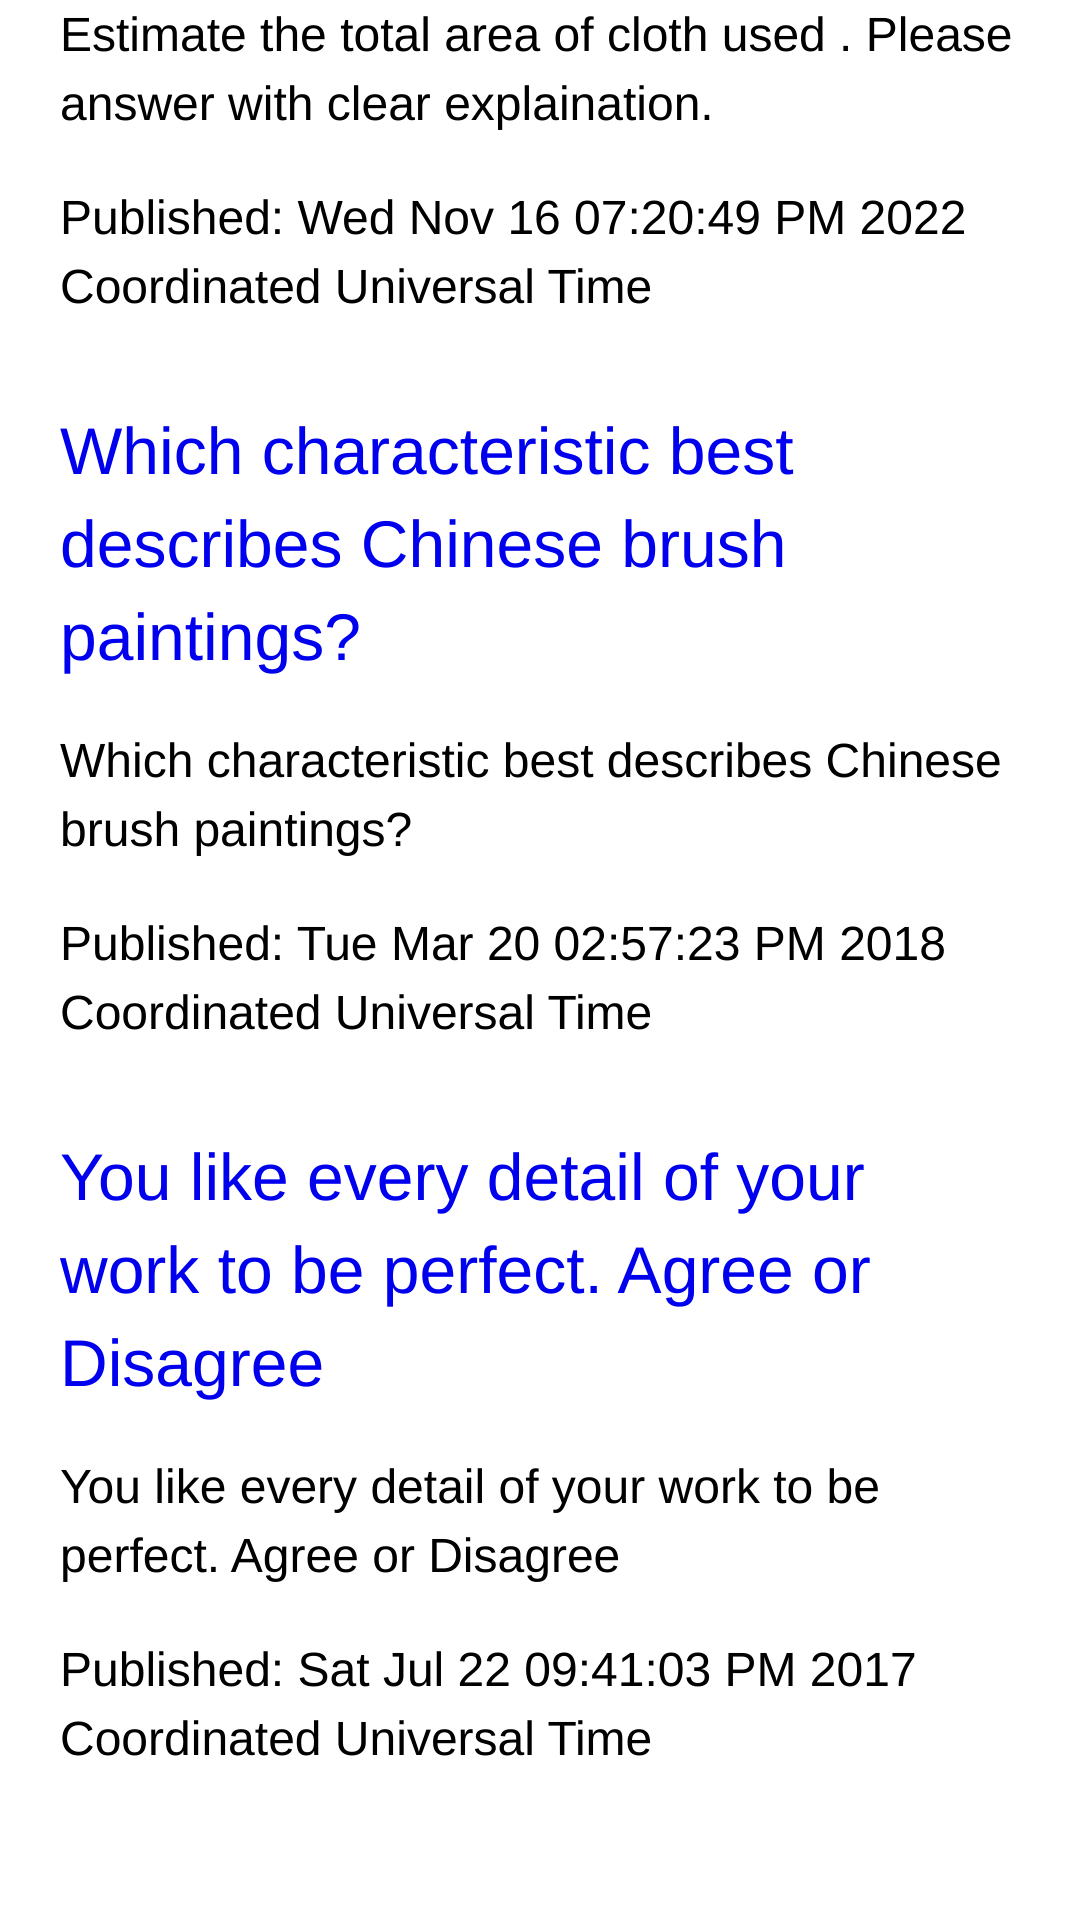 Estimate the total area of cloth used . Please
answer with clear explaination.
Published: Wed Nov 16 07:20:49 PM 2022
Coordinated Universal Time
Which characteristic best
describes Chinese brush
paintings?
Which characteristic best describes Chinese
brush paintings?
Published: Tue Mar 20 02:57:23 PM 2018
Coordinated Universal Time
You like every detail of your
work to be perfect. Agree or
Disagree
You like every detail of your work to be
perfect. Agree or Disagree
Published: Sat Jul 22 09:41:03 PM 2017
Coordinated Universal Time